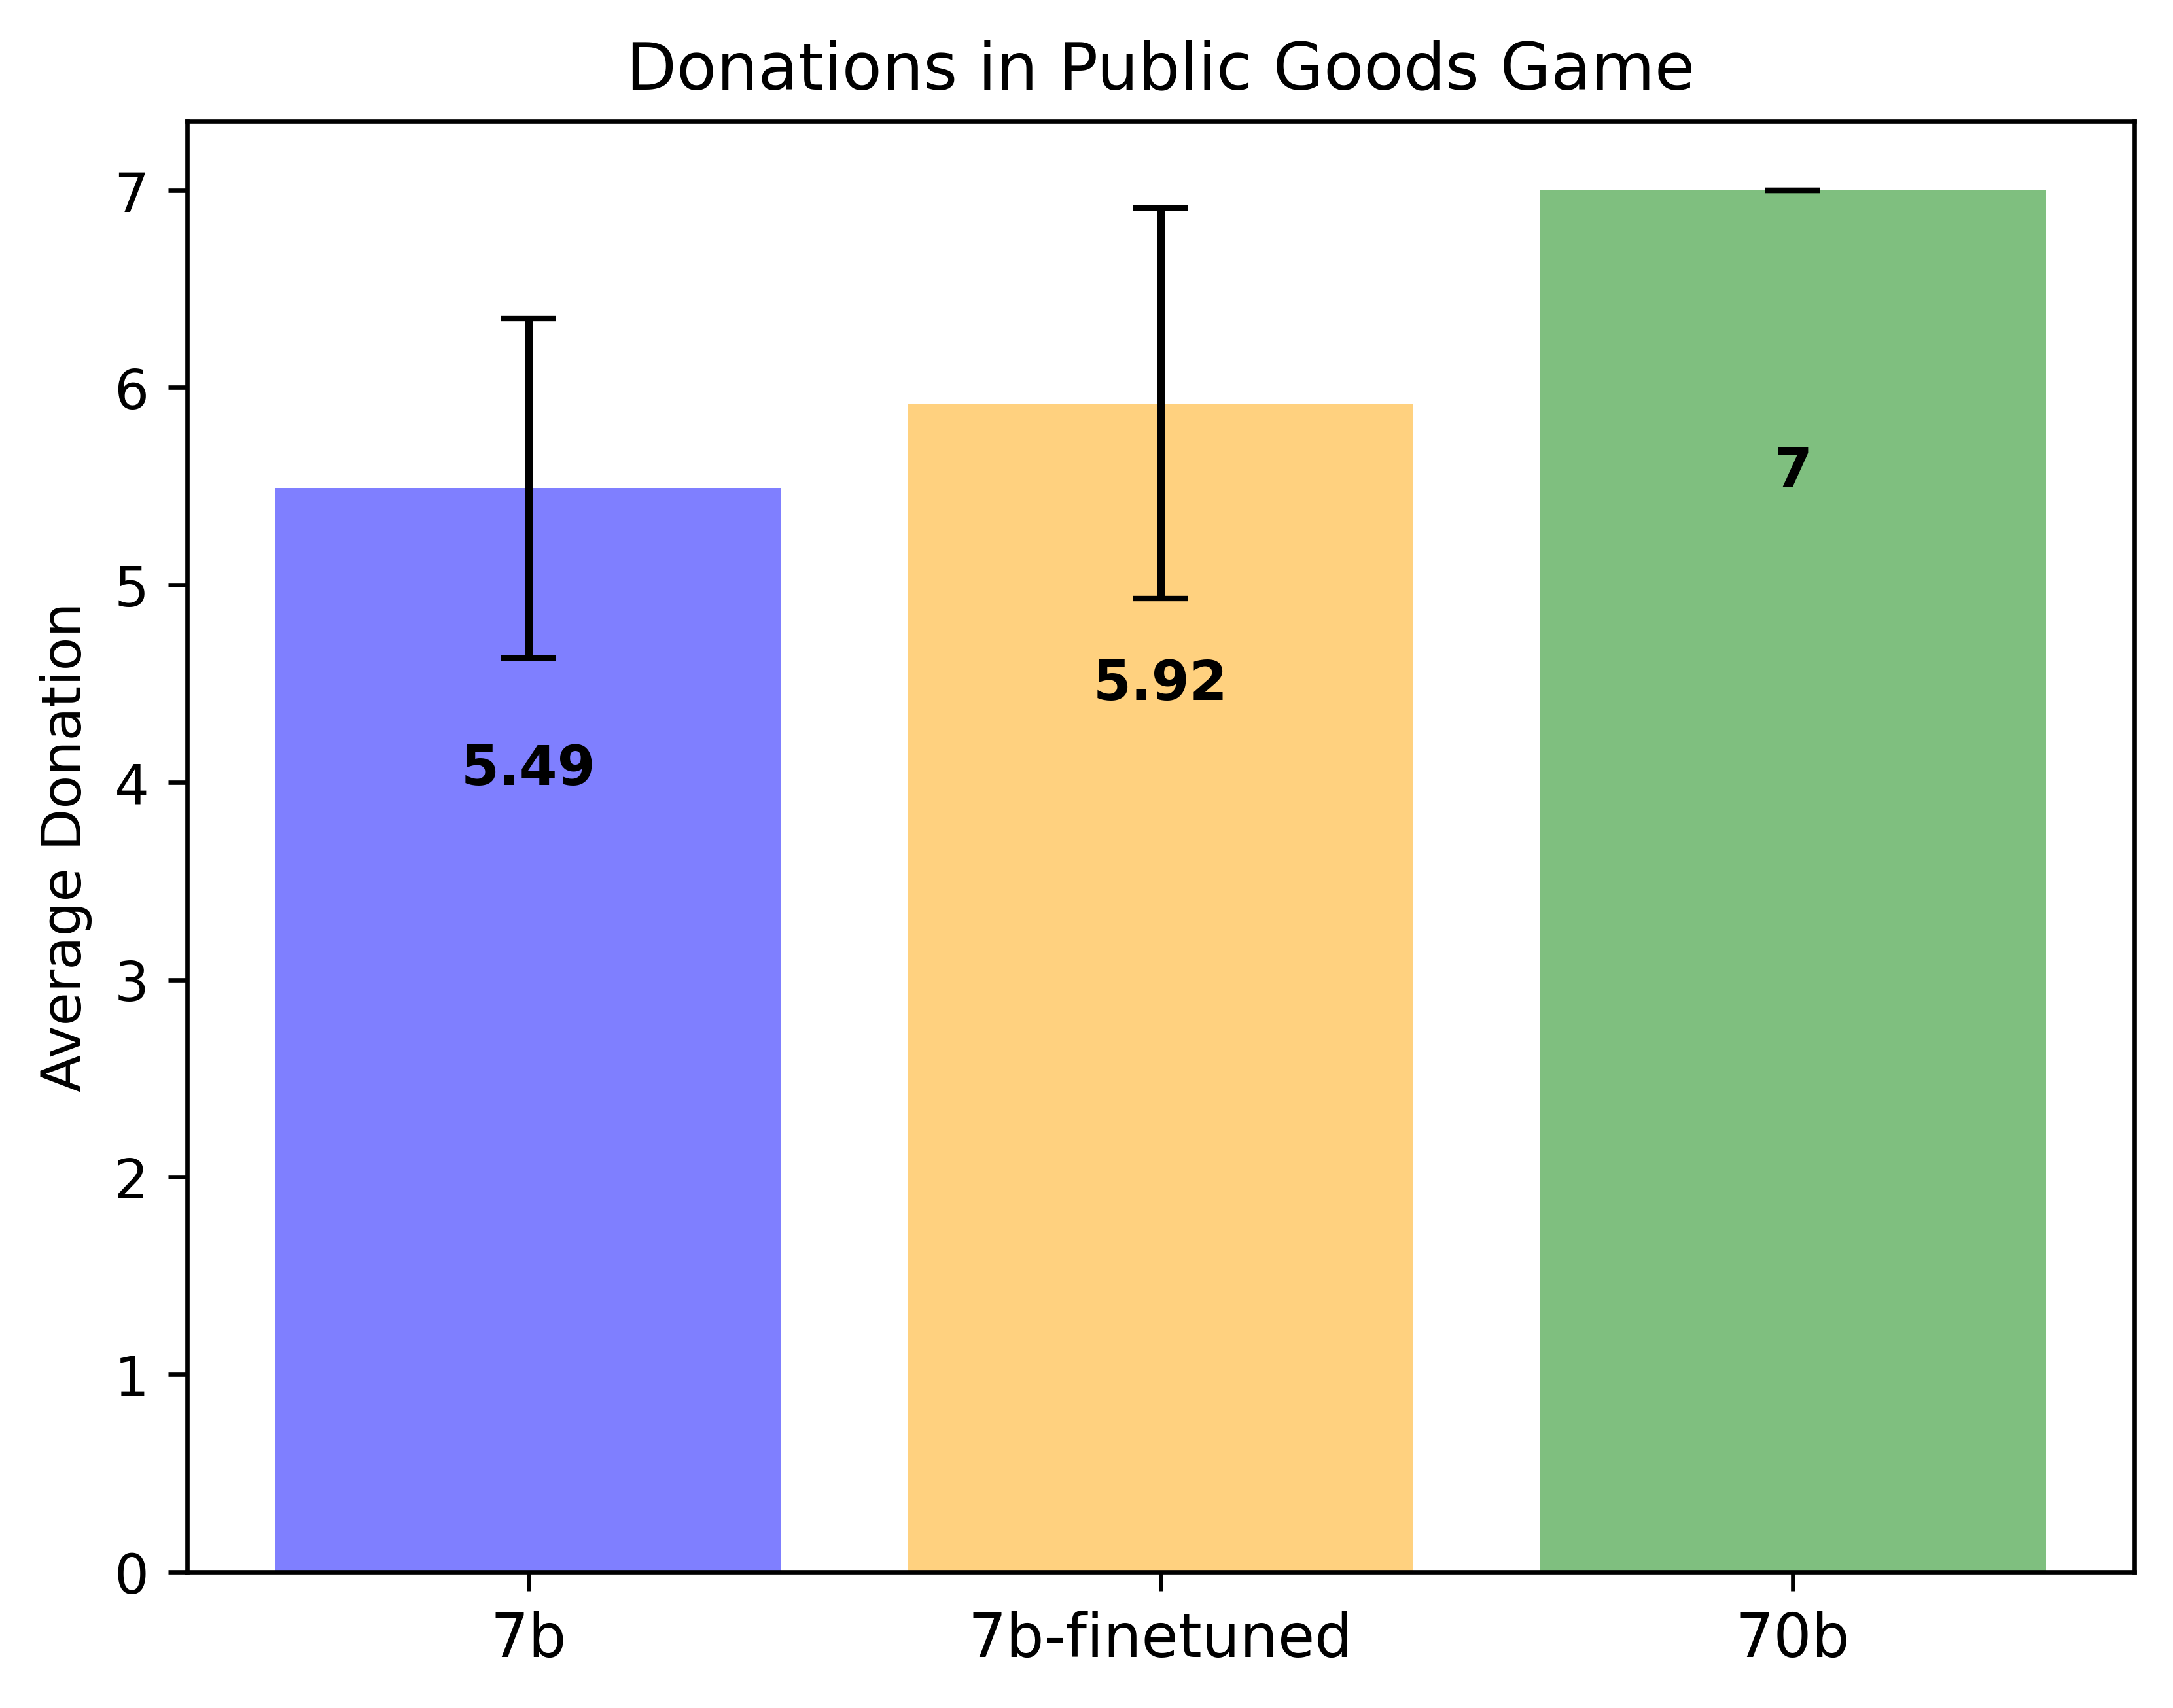 Donations in Public Goods Game
Average Donation
7
6
5
4
3
2
1
0
5.49
5.92
7
7b
7b-finetuned
70b